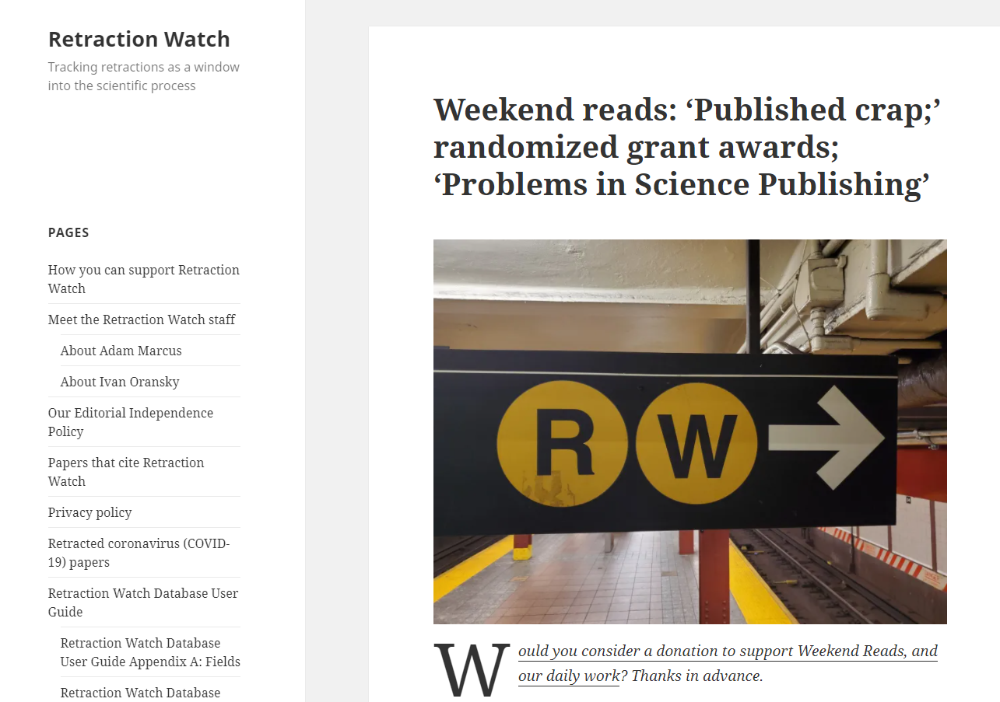 Retraction Watch
Tracking retractions as a window
into the scientific process
PAGES
How you can support Retraction
Watch
Meet the Retraction Watch staff
About Adam Marcus
About Ivan Oransky
Our Editorial Independence
Policy
Papers that cite Retraction
Watch
Privacy policy
Retracted coronavirus (COVID-
19) papers
Retraction Watch Database User
Guide
Retraction Watch Database
User Guide Appendix A: Fields
Retraction Watch Database
Weekend reads: ‘Published crap;’
randomized grant awards;
‘Problems in Science Publishing’
R W
Would you consider a donation to support Weekend Reads, and
our daily work? Thanks in advance.